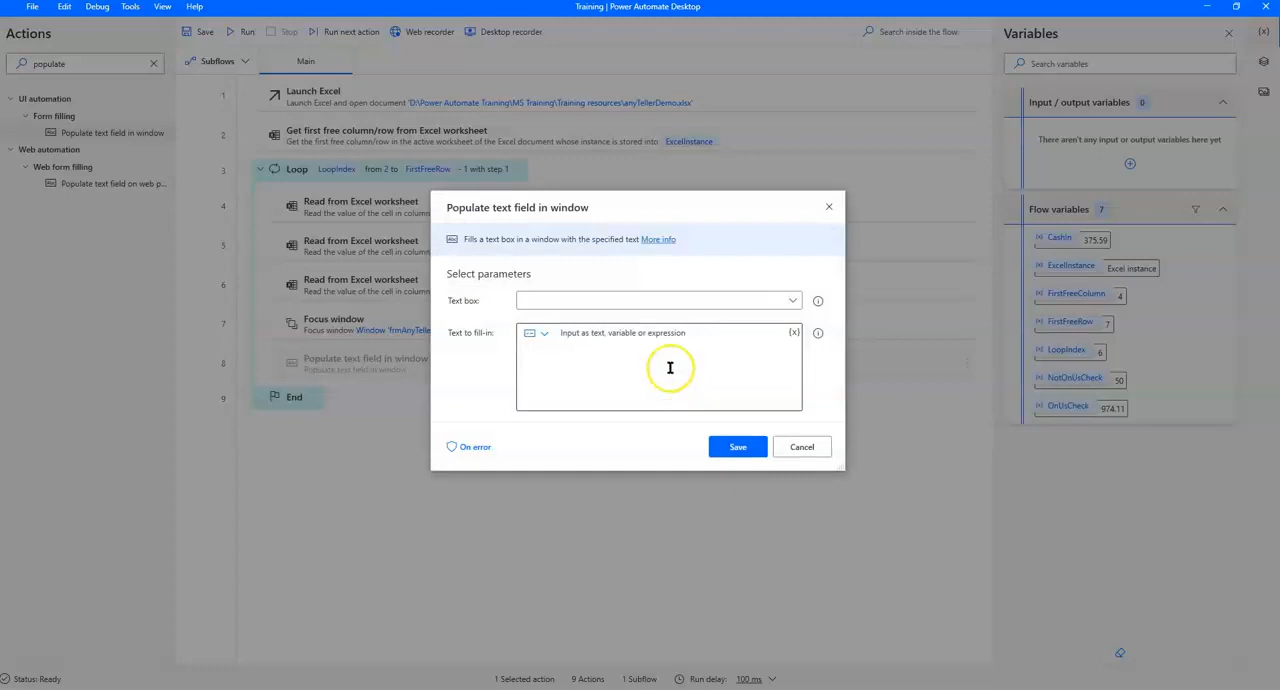 File Edit Debug Tools View Help
Training | Power Automate Desktop
Actions
populate
UI automation
Form filling
Populate text field in window
Web automation
Web form filling
Populate text field on web p...
Save Run Stop Run next action Web recorder Desktop recorder
Search inside the flow
Subflows Main
1 Launch Excel
Launch Excel and open document 'D:\Power Automate Training\MS Training\Training resources\anyTellerDemo.xlsx'
2 Get first free column/row from Excel worksheet
Get the first free column/row in the active worksheet of the Excel document whose instance is stored into ExcelInstance
3 Loop LoopIndex from 2 to FirstFreeRow - 1 with step 1
4 Read from Excel worksheet
Read the value of the cell in column
5 Read from Excel worksheet
Read the value of the cell in column
6 Read from Excel worksheet
Read the value of the cell in column
7 Focus window
Focus window Window 'frmAnyTelle
8 Populate text field in window
Populate text field in window
9 End
Populate text field in window
Fills a text box in a window with the specified text More info
Select parameters
Text box:
Text to fill-in: Input as text, variable or expression {x}
On error
Save Cancel
Variables
{x}
Search variables
Input / output variables 0
There aren't any input or output variables here yet
Flow variables 7
(x) CashIn 375.59
(x) ExcelInstance Excel instance
(x) FirstFreeColumn 4
(x) FirstFreeRow 7
(x) LoopIndex 6
(x) NotOnUsCheck 50
(x) OnUsCheck 974.11
Status: Ready
1 Selected action 9 Actions 1 Subflow Run delay: 100 ms